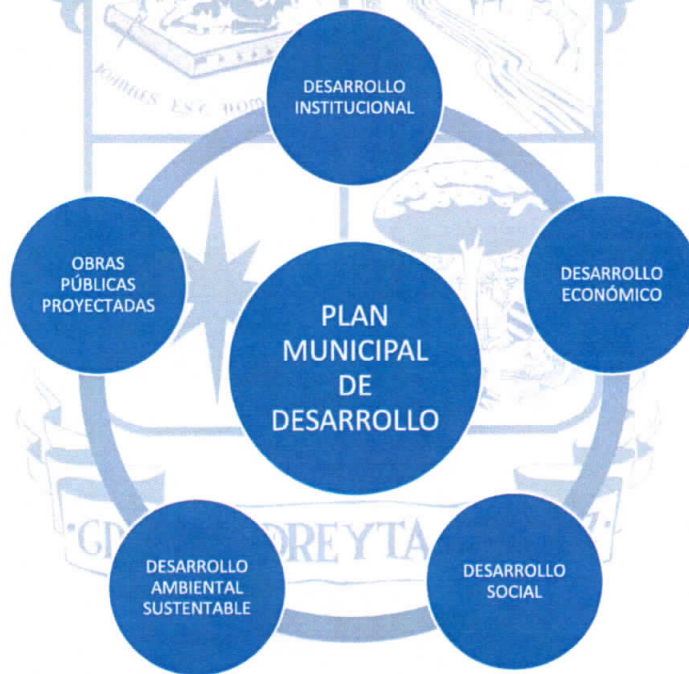 DESARROLLO
INSTITUCIONAL
OBRAS
PÚBLICAS
PROYECTADAS
DESARROLLO
ECONÓMICO
PLAN
MUNICIPAL
DE
DESARROLLO
DESARROLLO
AMBIENTAL
SUSTENTABLE
DESARROLLO
SOCIAL